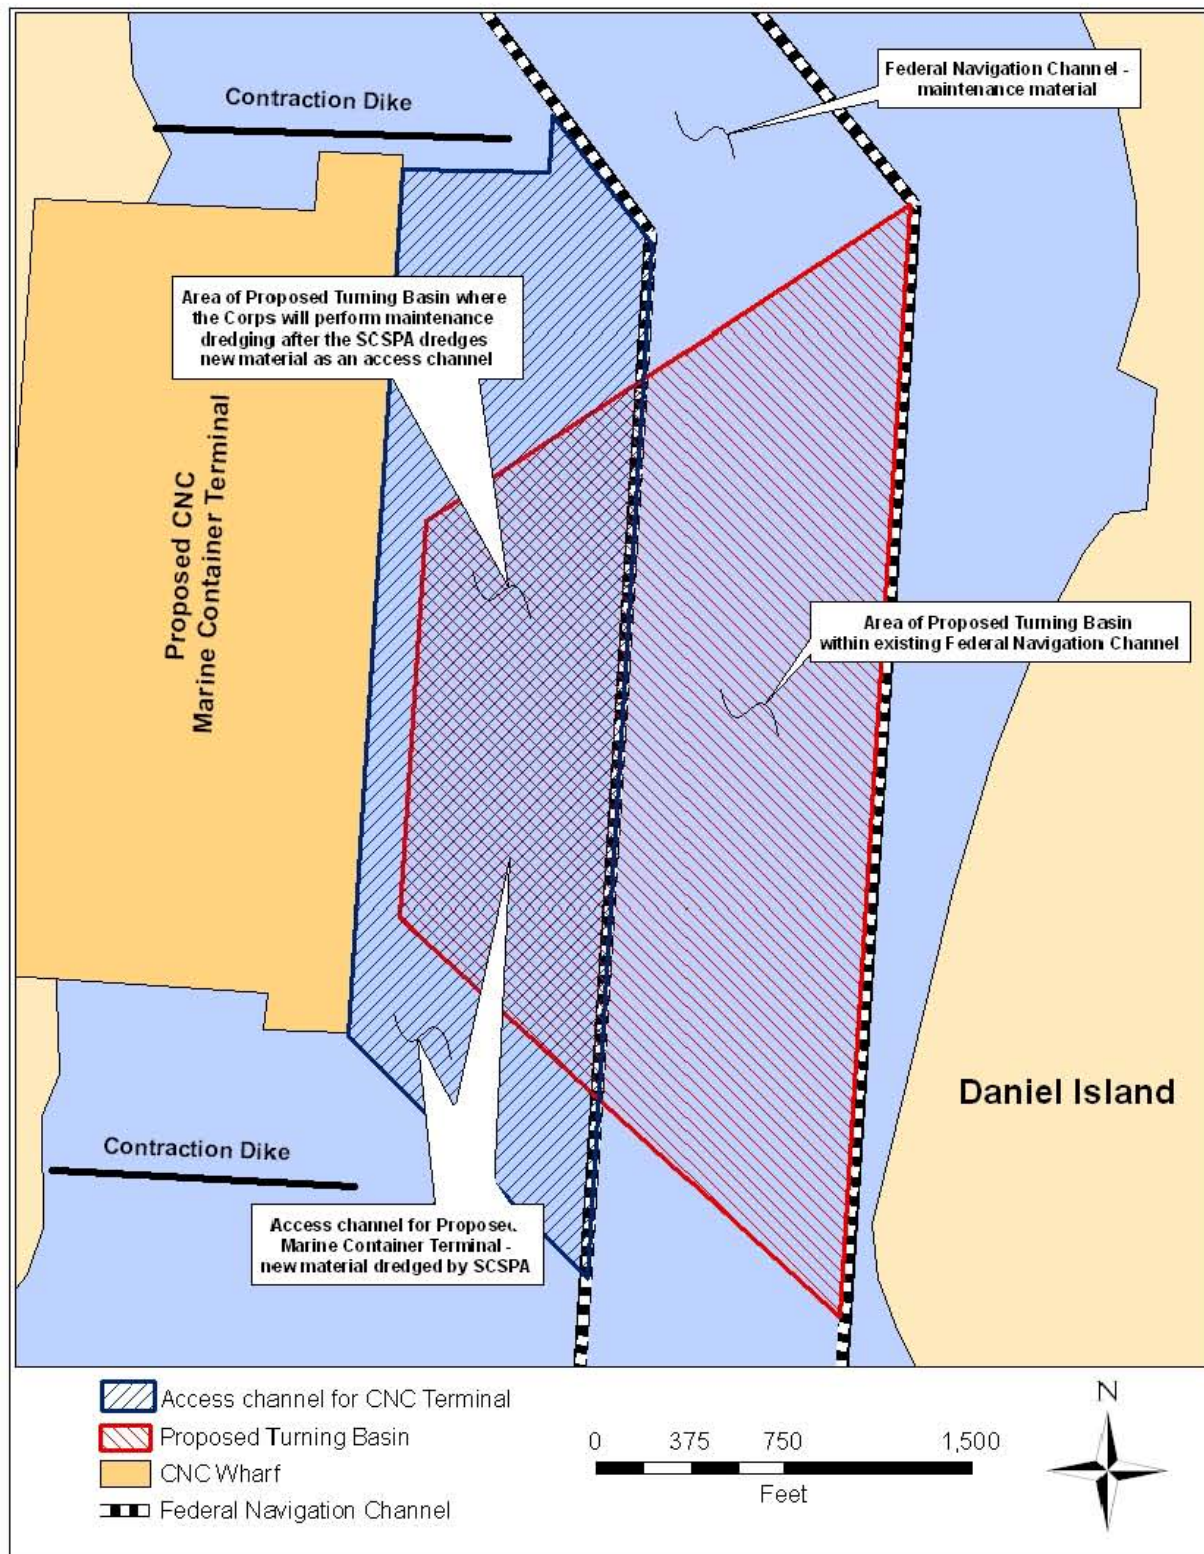 Contraction Dike
Federal Navigation Channel -
maintenance material
Area of Proposed Turning Basin where
the Corps will perform maintenance
dredging after the SCSPA dredges
new material as an access channel
Proposed CNC
Marine Container Terminal
Area of Proposed Turning Basin
within existing Federal Navigation Channel
Daniel Island
Contraction Dike
Access channel for Proposed
Marine Container Terminal -
new material dredged by SCSPA
Access channel for CNC Terminal
Proposed Turning Basin
CNC Wharf
Federal Navigation Channel
0 375 750 1,500
Feet
N